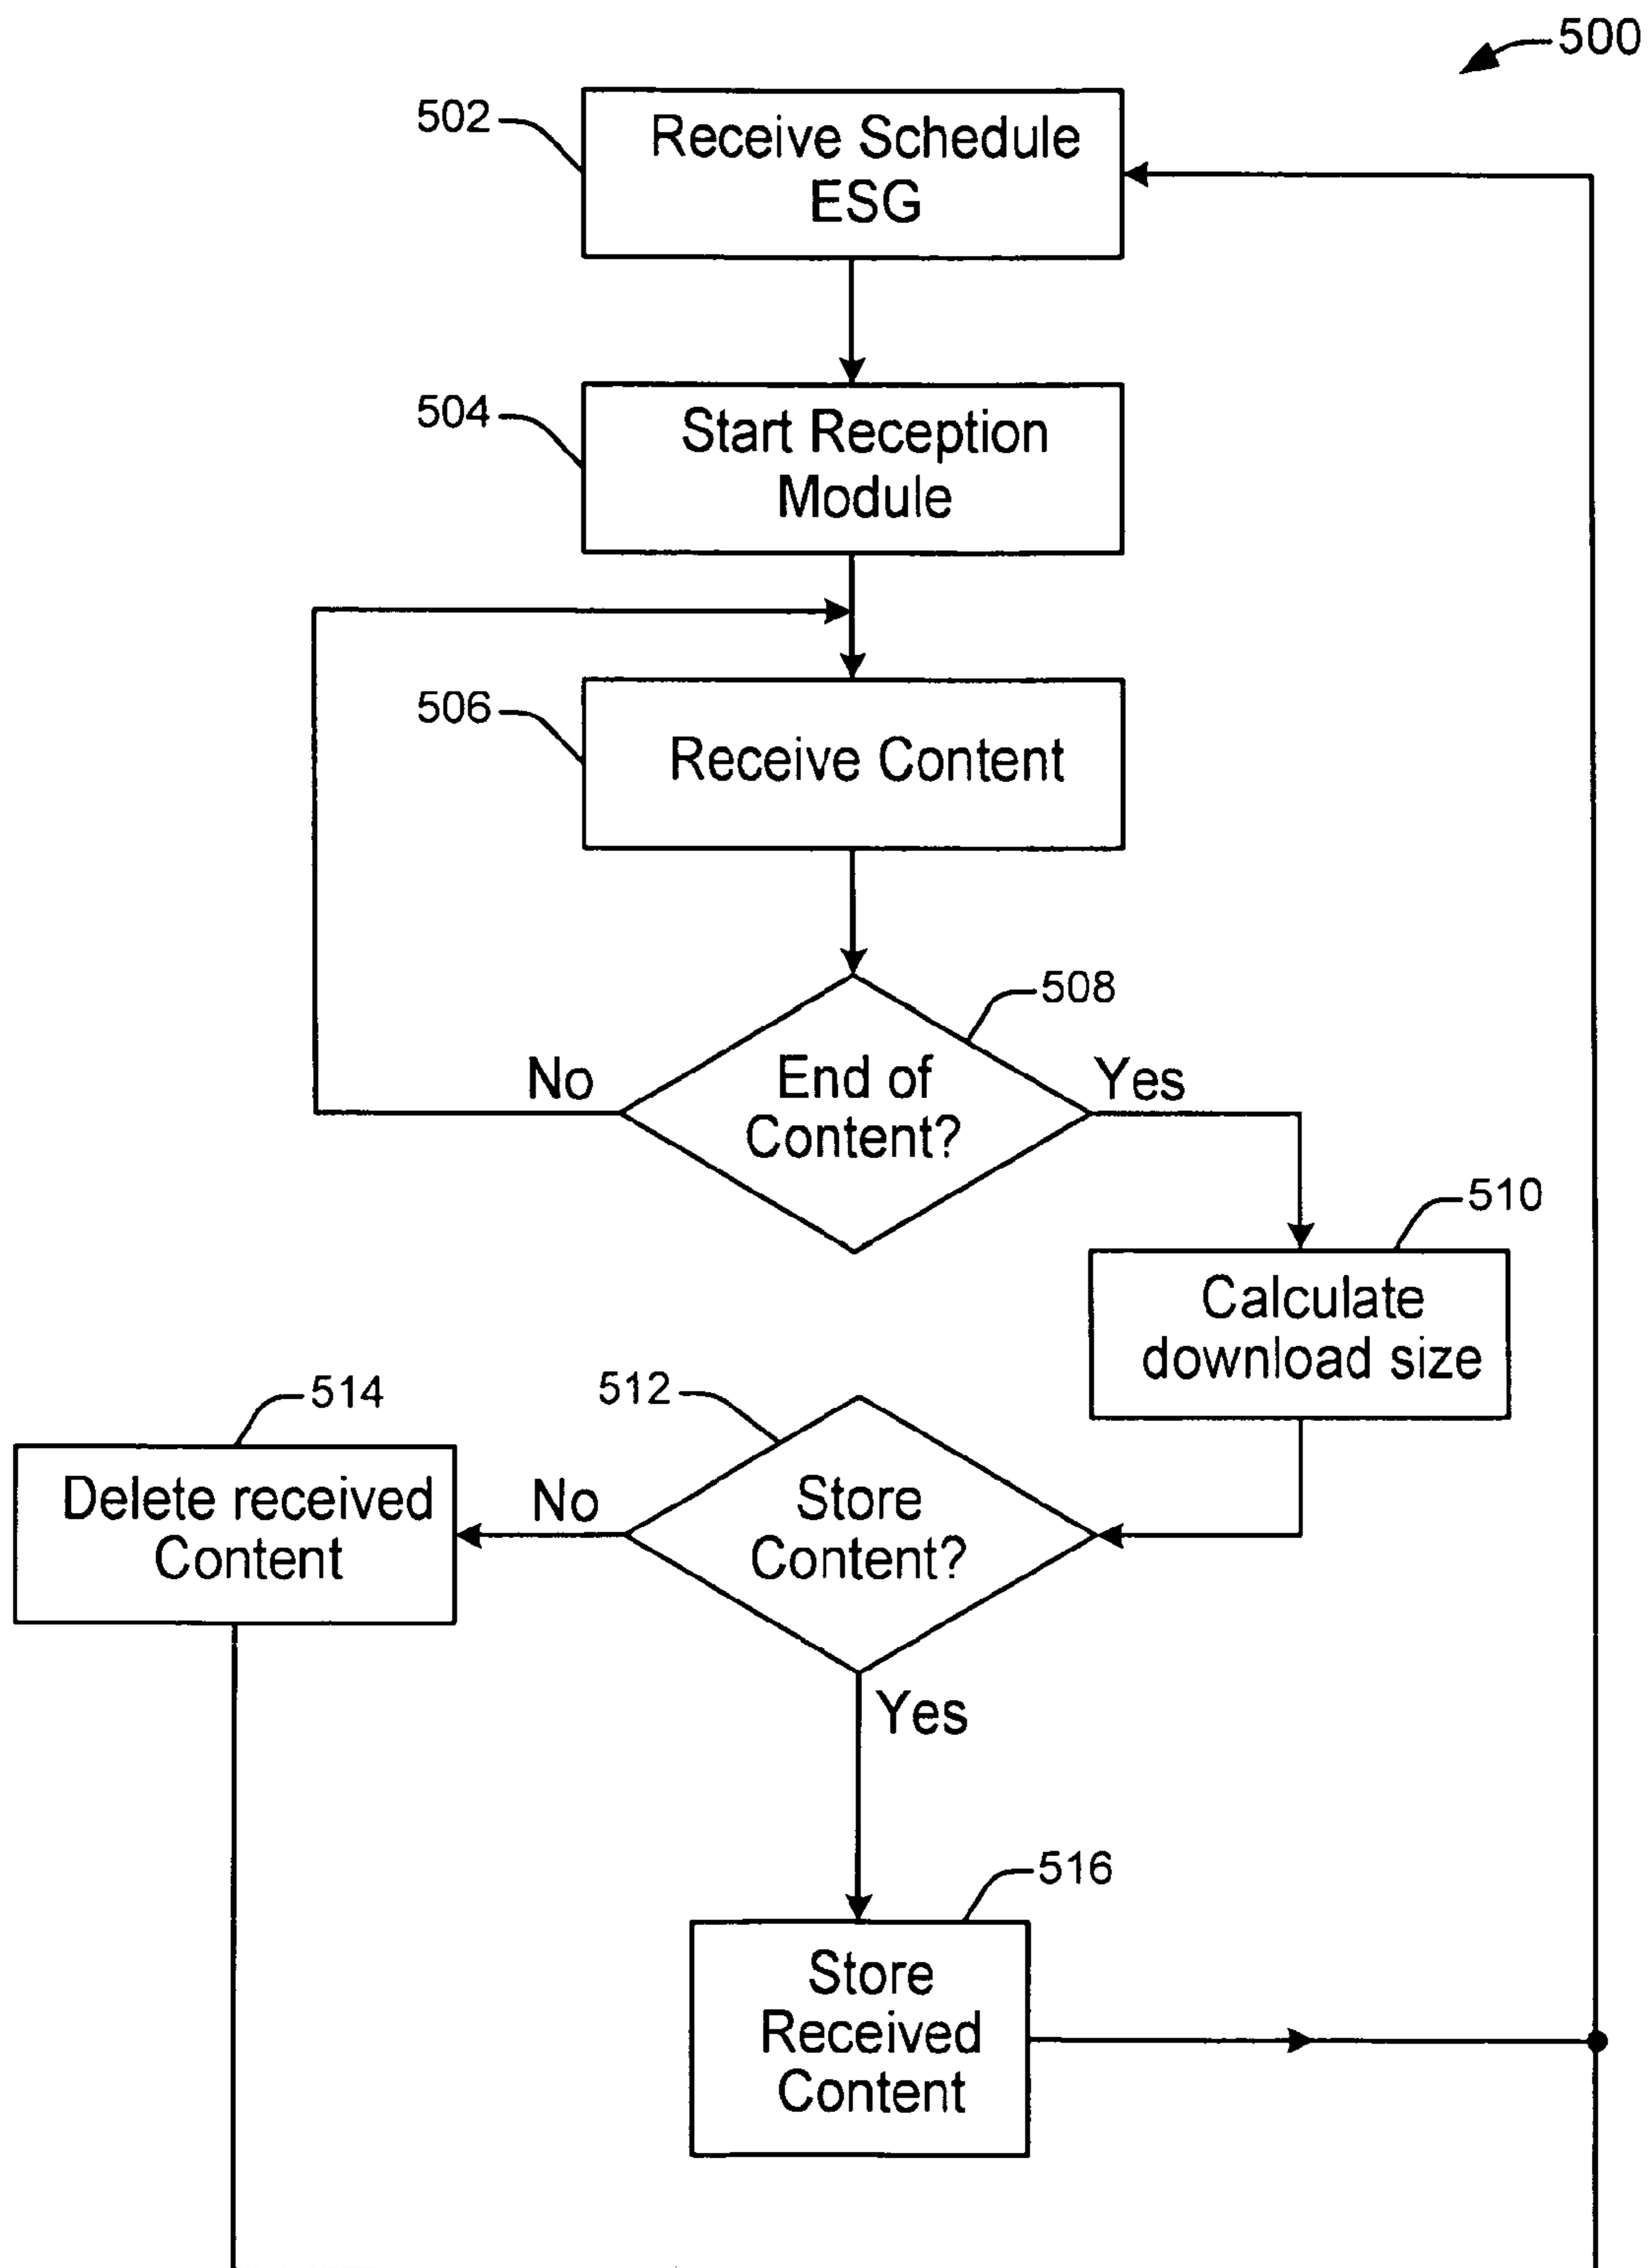 500
502
Receive Schedule
ESG
504
Start Reception
Module
506
Receive Content
508
No
End of
Content?
Yes
510
Calculate
download size
514
512
Delete received
Content
No
Store
Content?
Yes
516
Store
Received
Content